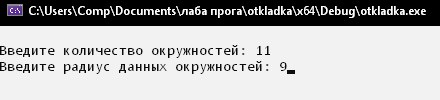 C:\Users\Comp\Documents\лаба прога\otkladka\x64\Debug\otkladka.exe
Введите количество окружностей: 11
Введите радиус данных окружностей: 9